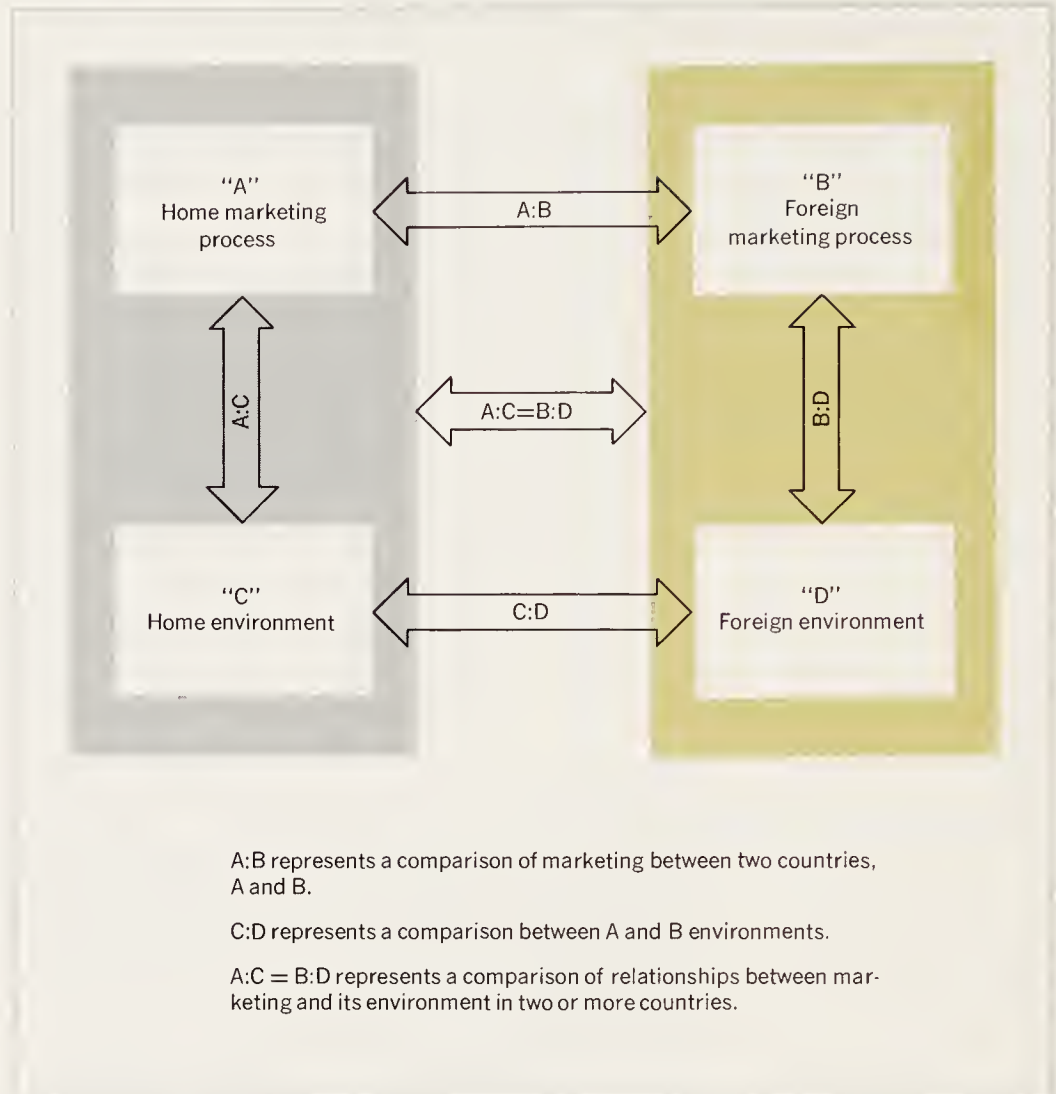 “A”
Home marketing
process
A:B
“B”
Foreign
marketing process
A:C
A:C=B:D
B:D
“C”
Home environment
C:D
“D”
Foreign environment
A:B represents a comparison of marketing between two countries,
A and B.
C:D represents a comparison between A and B environments.
A:C = B:D represents a comparison of relationships between mar-
keting and its environment in two or more countries.